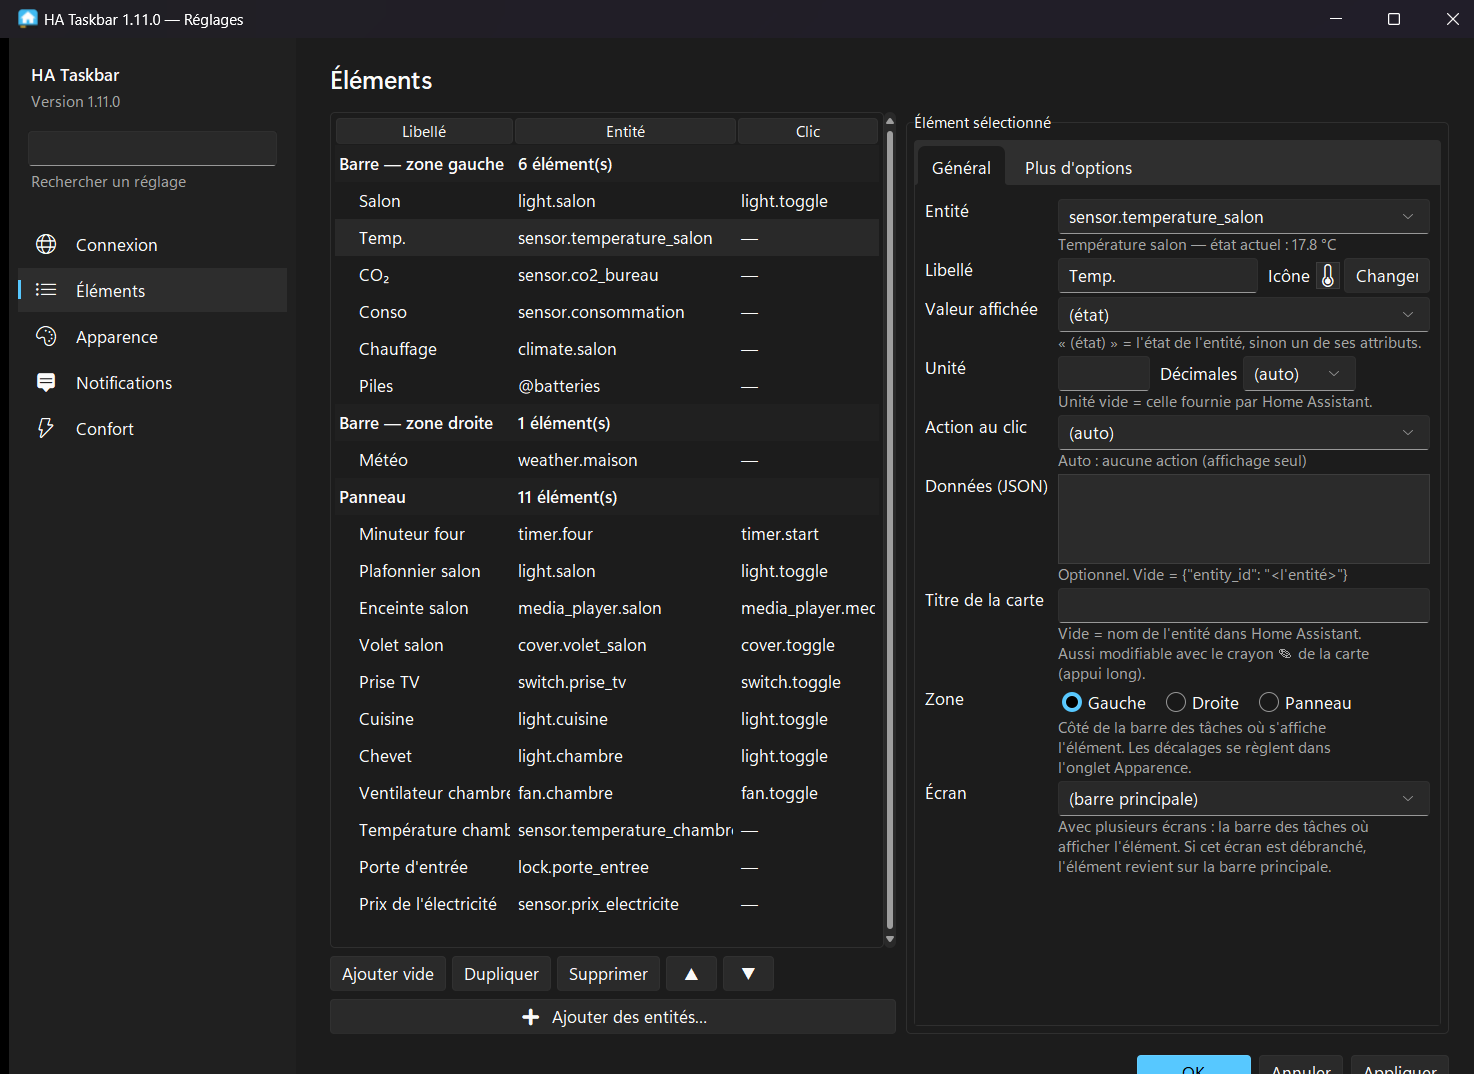 HA Taskbar 1.11.0 — Réglages
HA Taskbar
Version 1.11.0
Rechercher un réglage
Connexion
Éléments
Apparence
Notifications
Confort
Éléments
Libellé Entité Clic
Barre — zone gauche 6 élément(s)
Salon light.salon light.toggle
Temp. sensor.temperature_salon —
CO₂ sensor.co2_bureau —
Conso sensor.consommation —
Chauffage climate.salon —
Piles @batteries —
Barre — zone droite 1 élément(s)
Météo weather.maison —
Panneau 11 élément(s)
Minuteur four timer.four timer.start
Plafonnier salon light.salon light.toggle
Enceinte salon media_player.salon media_player.mec
Volet salon cover.volet_salon cover.toggle
Prise TV switch.prise_tv switch.toggle
Cuisine light.cuisine light.toggle
Chevet light.chambre light.toggle
Ventilateur chambre fan.chambre fan.toggle
Température chamb sensor.temperature_chambre —
Porte d'entrée lock.porte_entree —
Prix de l'électricité sensor.prix_electricite —
Ajouter vide Dupliquer Supprimer ▲ ▼
Ajouter des entités...
Élément sélectionné
Général Plus d'options
Entité sensor.temperature_salon
Température salon — état actuel : 17.8 °C
Libellé Temp. Icône Changer
Valeur affichée (état)
« (état) » = l'état de l'entité, sinon un de ses attributs.
Unité Décimales (auto)
Unité vide = celle fournie par Home Assistant.
Action au clic (auto)
Auto : aucune action (affichage seul)
Données (JSON)
Optionnel. Vide = {"entity_id": "<l'entité>"}
Titre de la carte
Vide = nom de l'entité dans Home Assistant.
Aussi modifiable avec le crayon ✎ de la carte
(appui long).
Zone Gauche Droite Panneau
Côté de la barre des tâches où s'affiche
l'élément. Les décalages se règlent dans
l'onglet Apparence.
Écran (barre principale)
Avec plusieurs écrans : la barre des tâches où
afficher l'élément. Si cet écran est débranché,
l'élément revient sur la barre principale.
OK Annuler Appliquer